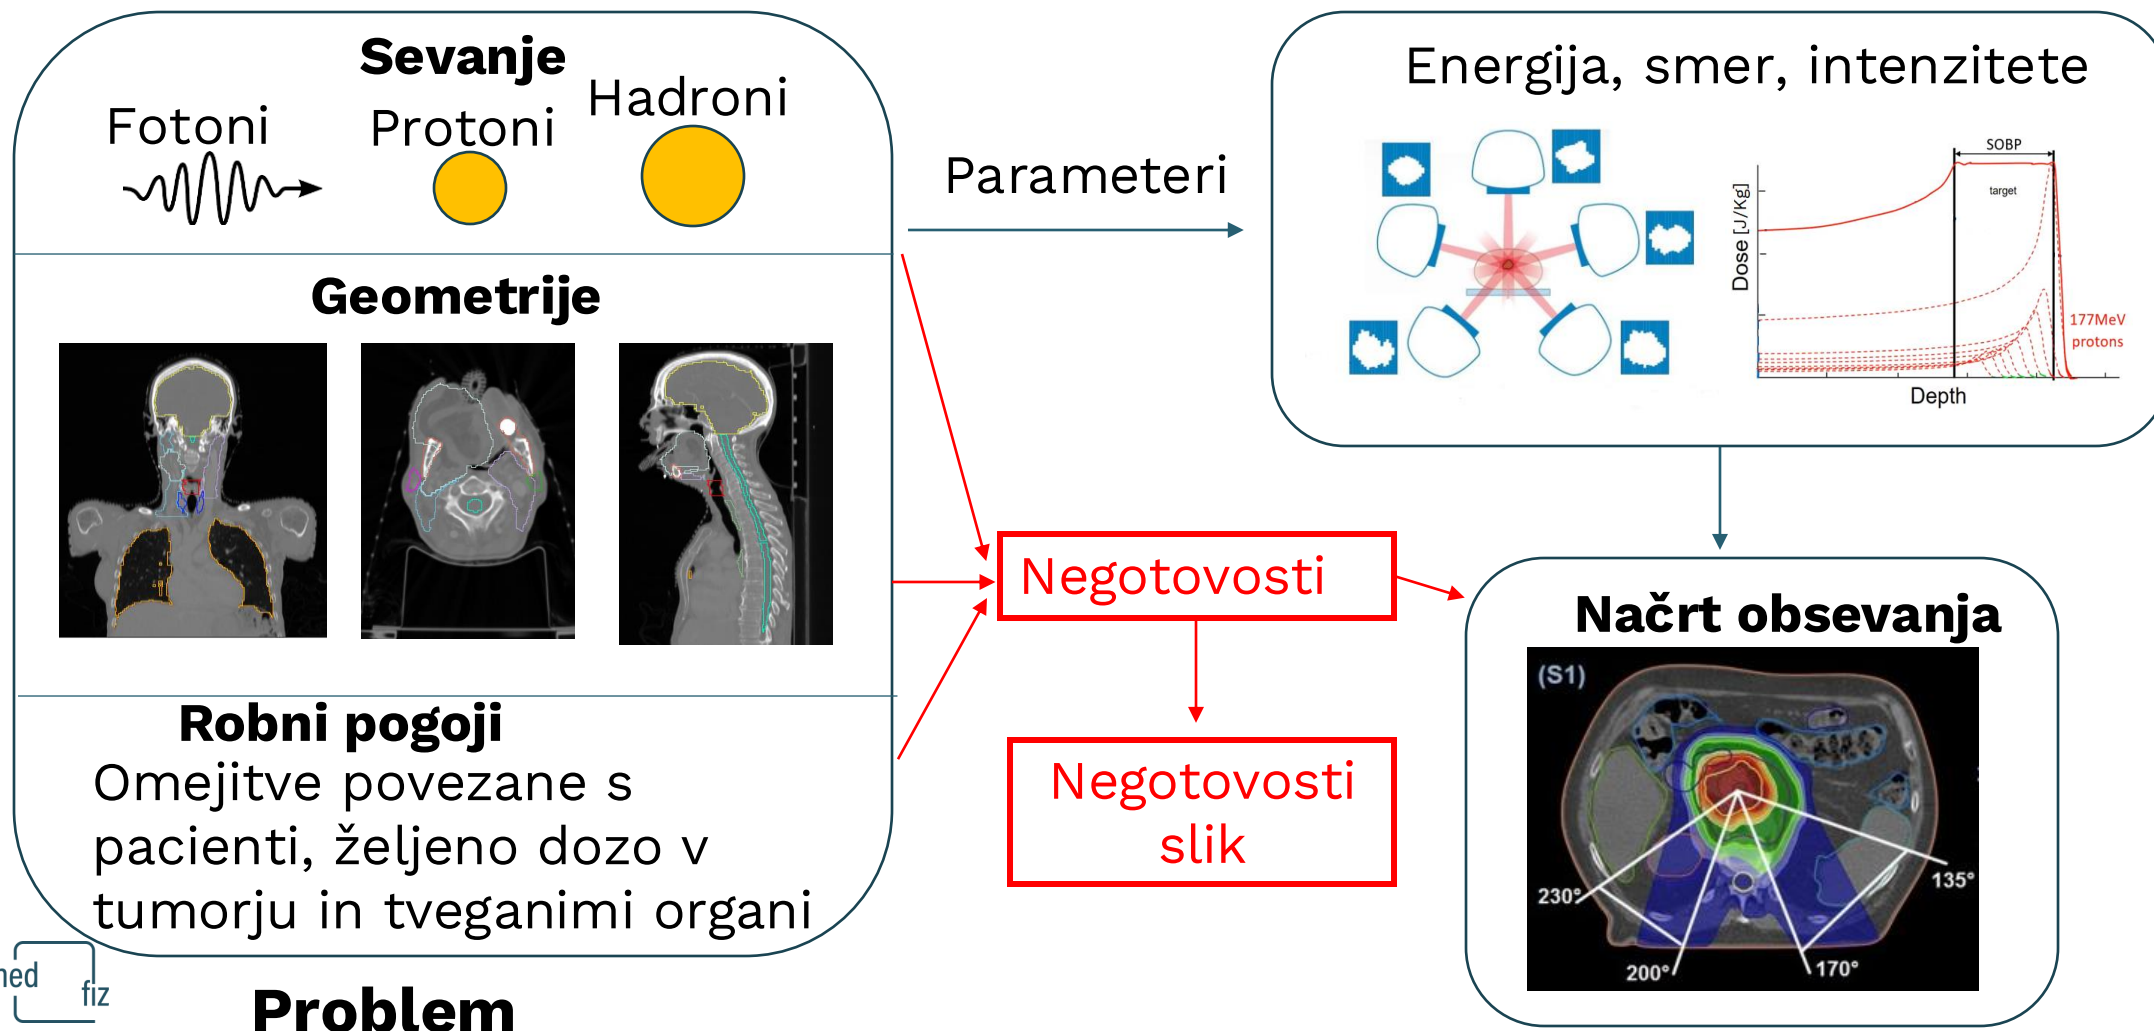 Sevanje
Fotoni
Protoni
Hadroni
Geometrije
Robni pogoji
Omejitve povezane s
pacienti, željeno dozo v
tumorju in tveganimi organi
Problem
fiz
Parameteri
Energija, smer, intenzitete
SOBP
target
Dose [J/Kg]
177MeV
protons
Depth
Negotovosti
Negotovosti
slik
Načrt obsevanja
(S1)
230°
200°
170°
135°